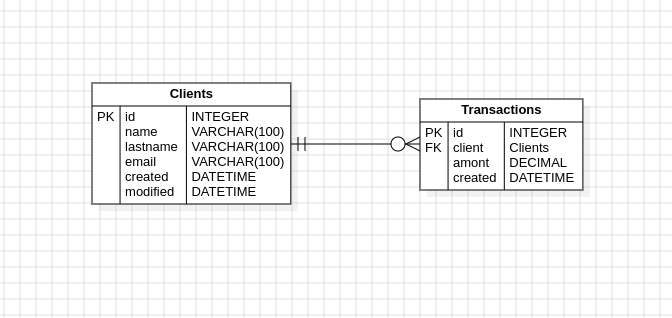 Clients
PK id INTEGER
name VARCHAR(100)
lastname VARCHAR(100)
email VARCHAR(100)
created DATETIME
modified DATETIME
Transactions
PK id INTEGER
FK client Clients
amont DECIMAL
created DATETIME